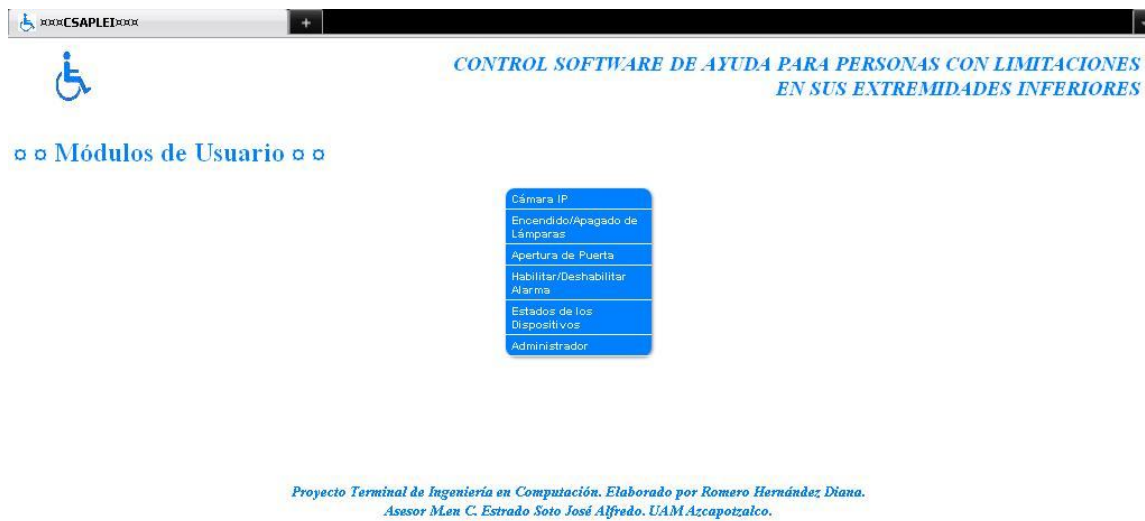 ¤¤¤CSAPLEI¤¤¤
+
CONTROL SOFTWARE DE AYUDA PARA PERSONAS CON LIMITACIONES
EN SUS EXTREMIDADES INFERIORES
¤ ¤ Módulos de Usuario ¤ ¤
Cámara IP
Encendido/Apagado de
Lámparas
Apertura de Puerta
Habilitar/Deshabilitar
Alarma
Estados de los
Dispositivos
Administrador
Proyecto Terminal de Ingeniería en Computación. Elaborado por Romero Hernández Diana.
Asesor M.en C. Estrado Soto José Alfredo. UAM Azcapotzalco.